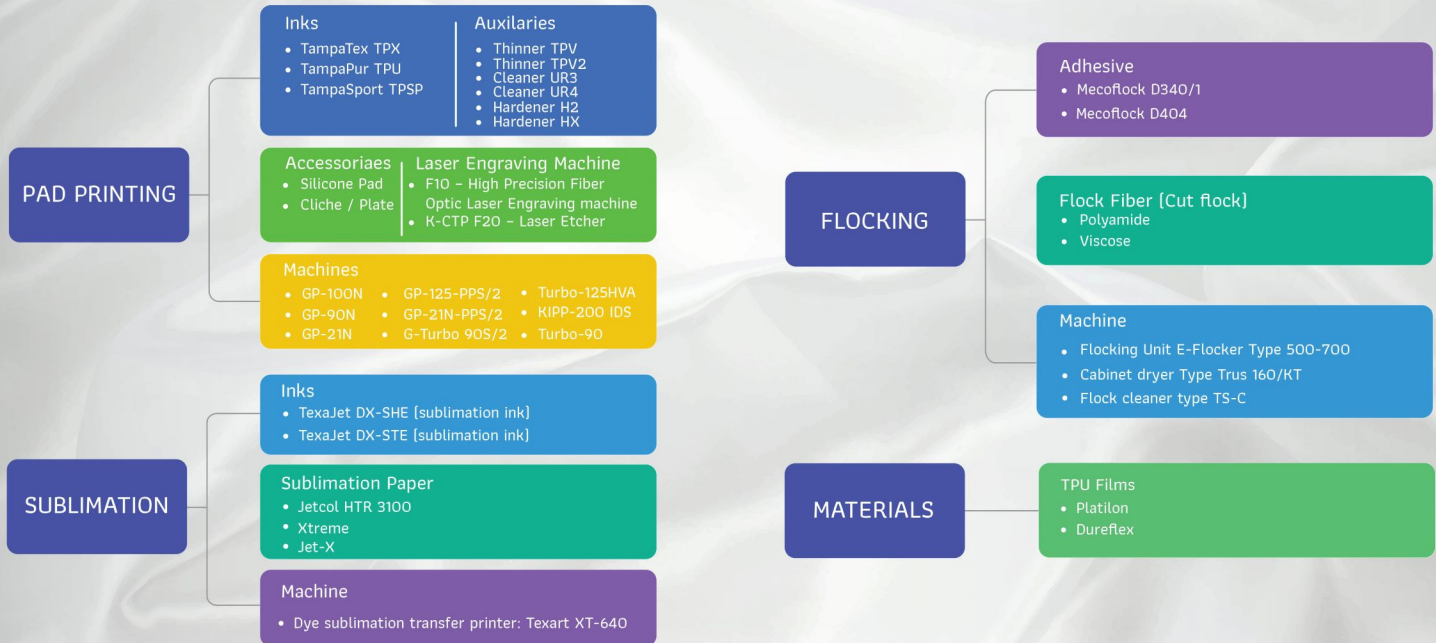 PAD PRINTING
Inks
• TampaTex TPX
• TampaPur TPU
• TampaSport TPSP
Auxilaries
• Thinner TPV
• Thinner TPV2
• Cleaner UR3
• Cleaner UR4
• Hardener H2
• Hardener HX
Accessoriaes
• Silicone Pad
• Cliche / Plate
Laser Engraving Machine
• F10 – High Precision Fiber
Optic Laser Engraving machine
• K-CTP F20 – Laser Etcher
Machines
• GP-100N
• GP-90N
• GP-21N
• GP-125-PPS/2
• GP-21N-PPS/2
• G-Turbo 90S/2
• Turbo-125HVA
• KIPP-200 IDS
• Turbo-90
SUBLIMATION
Inks
• TexaJet DX-SHE (sublimation ink)
• TexaJet DX-STE (sublimation ink)
Sublimation Paper
• Jetcol HTR 3100
• Xtreme
• Jet-X
Machine
• Dye sublimation transfer printer: Texart XT-640
FLOCKING
Adhesive
• Mecoflock D340/1
• Mecoflock D404
Flock Fiber (Cut flock)
• Polyamide
• Viscose
Machine
• Flocking Unit E-Flocker Type 500-700
• Cabinet dryer Type Trus 160/KT
• Flock cleaner type TS-C
MATERIALS
TPU Films
• Platilon
• Dureflex